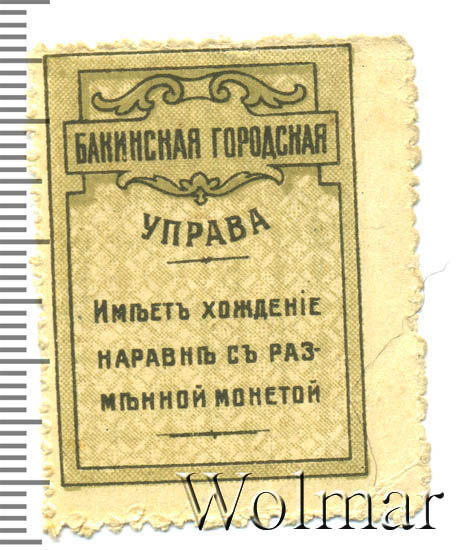 БАКИНСКАЯ ГОРОДСКАЯ
УПРАВА
ИМѢЕТЪ ХОЖДЕНІЕ
НАРАВНѢ СЪ РАЗ-
МѢННОЙ МОНЕТОЙ
Wolmar